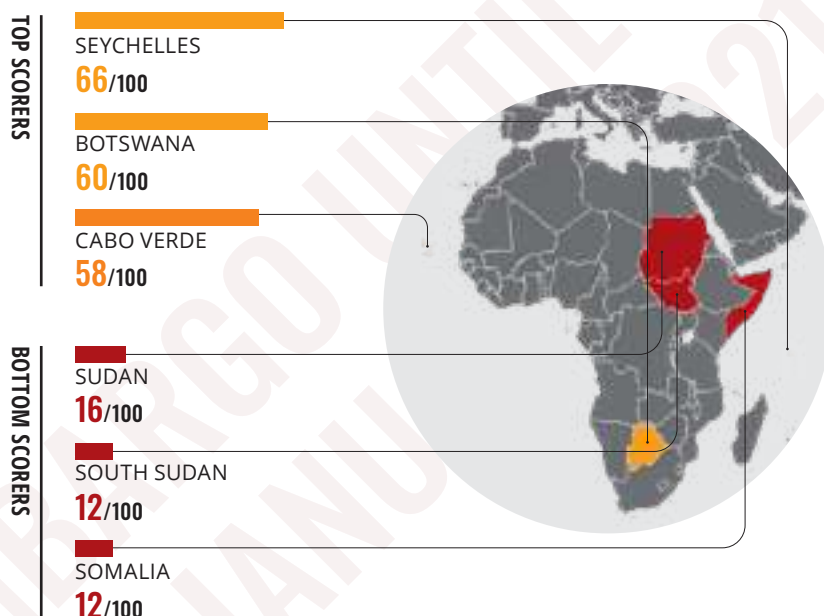 TOP SCORERS
SEYCHELLES
66/100
BOTSWANA
60/100
CABO VERDE
58/100
BOTTOM SCORERS
SUDAN
16/100
SOUTH SUDAN
12/100
SOMALIA
12/100